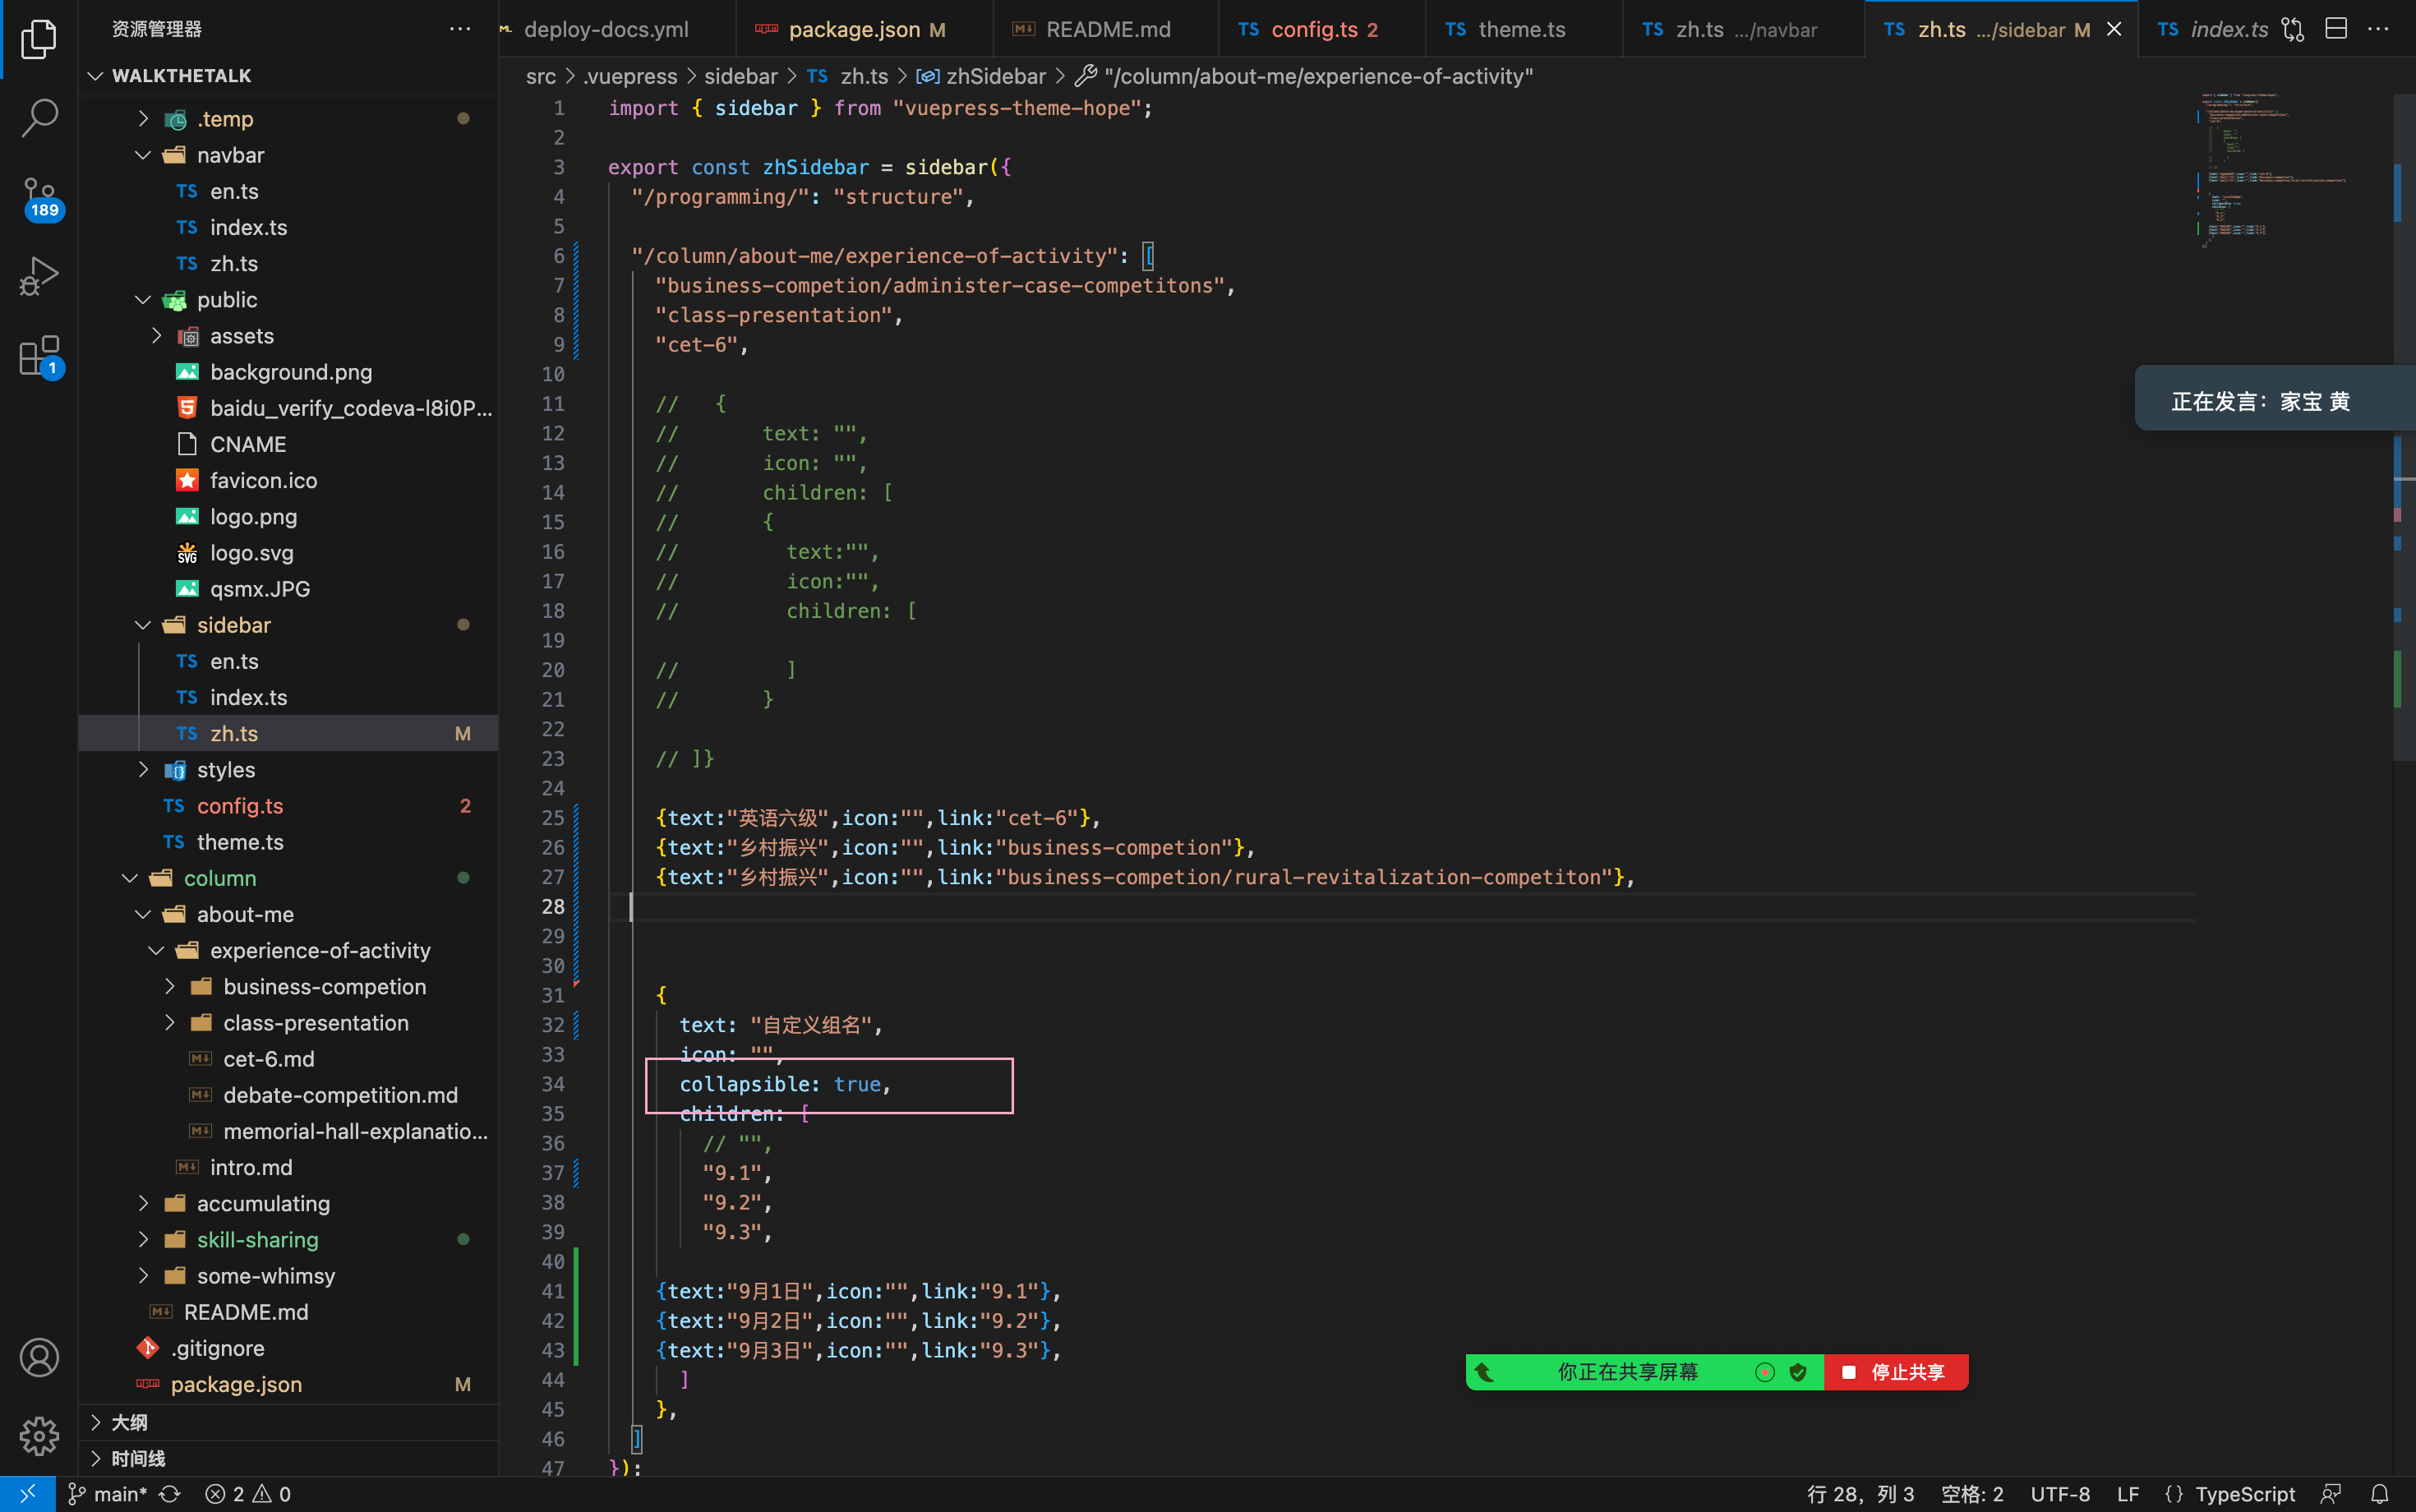 资源管理器
WALKTHETALK
.temp
navbar
TS en.ts
TS index.ts
TS zh.ts
public
assets
background.png
baidu_verify_codeva-l8i0P...
CNAME
favicon.ico
logo.png
SVG logo.svg
qsmx.JPG
sidebar
TS en.ts
TS index.ts
TS zh.ts M
styles
TS config.ts 2
TS theme.ts
column
about-me
experience-of-activity
business-competion
class-presentation
cet-6.md
debate-competition.md
memorial-hall-explanatio...
intro.md
accumulating
skill-sharing
some-whimsy
README.md
.gitignore
package.json M
大纲
时间线
189
1
deploy-docs.yml package.json M README.md TS config.ts 2 TS theme.ts TS zh.ts .../navbar TS zh.ts .../sidebar M TS index.ts
src > .vuepress > sidebar > TS zh.ts > zhSidebar > "/column/about-me/experience-of-activity"
1 import { sidebar } from "vuepress-theme-hope";
2
3 export const zhSidebar = sidebar({
4 "/programming/": "structure",
5
6 "/column/about-me/experience-of-activity": [
7 "business-competion/administer-case-competitons",
8 "class-presentation",
9 "cet-6",
10
11 // {
12 // text: "",
13 // icon: "",
14 // children: [
15 // {
16 // text:"",
17 // icon:"",
18 // children: [
19
20 // ]
21 // }
22
23 // ]}
24
25 {text:"英语六级",icon:"",link:"cet-6"},
26 {text:"乡村振兴",icon:"",link:"business-competion"},
27 {text:"乡村振兴",icon:"",link:"business-competion/rural-revitalization-competiton"},
28
29
30
31 {
32 text: "自定义组名",
33 icon: "",
34 collapsible: true,
35 children: [
36 // "",
37 "9.1",
38 "9.2",
39 "9.3",
40
41 {text:"9月1日",icon:"",link:"9.1"},
42 {text:"9月2日",icon:"",link:"9.2"},
43 {text:"9月3日",icon:"",link:"9.3"},
44 ]
45 },
46 ]
47 });
正在发言：家宝 黄
你正在共享屏幕 停止共享
main* 2 0 行 28，列 3 空格: 2 UTF-8 LF {} TypeScript